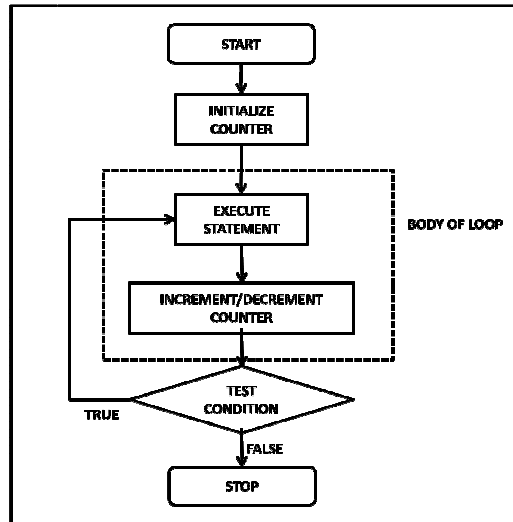 START
INITIALIZE
COUNTER
EXECUTE
STATEMENT
BODY OF LOOP
INCREMENT/DECREMENT
COUNTER
TEST
CONDITION
TRUE
FALSE
STOP